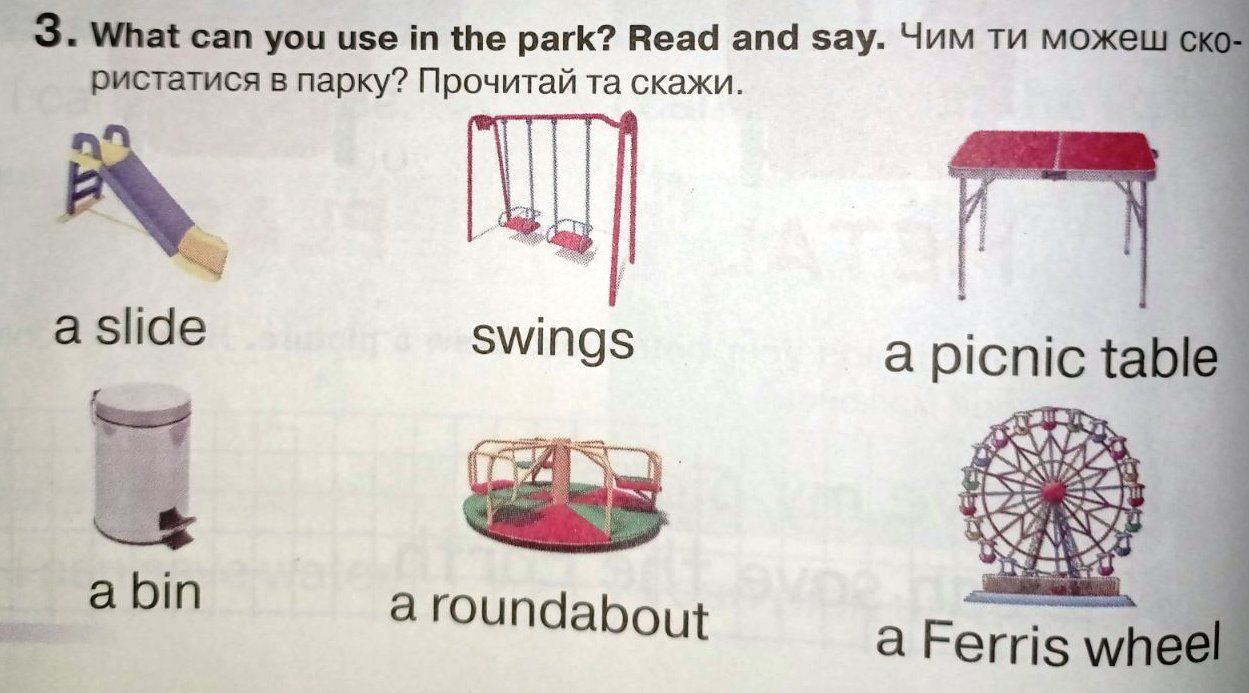 3. What can you use in the park? Read and say. Чим ти можеш ско-
ристатися в парку? Прочитай та скажи.
a slide
swings
a picnic table
a bin
a roundabout
a Ferris wheel